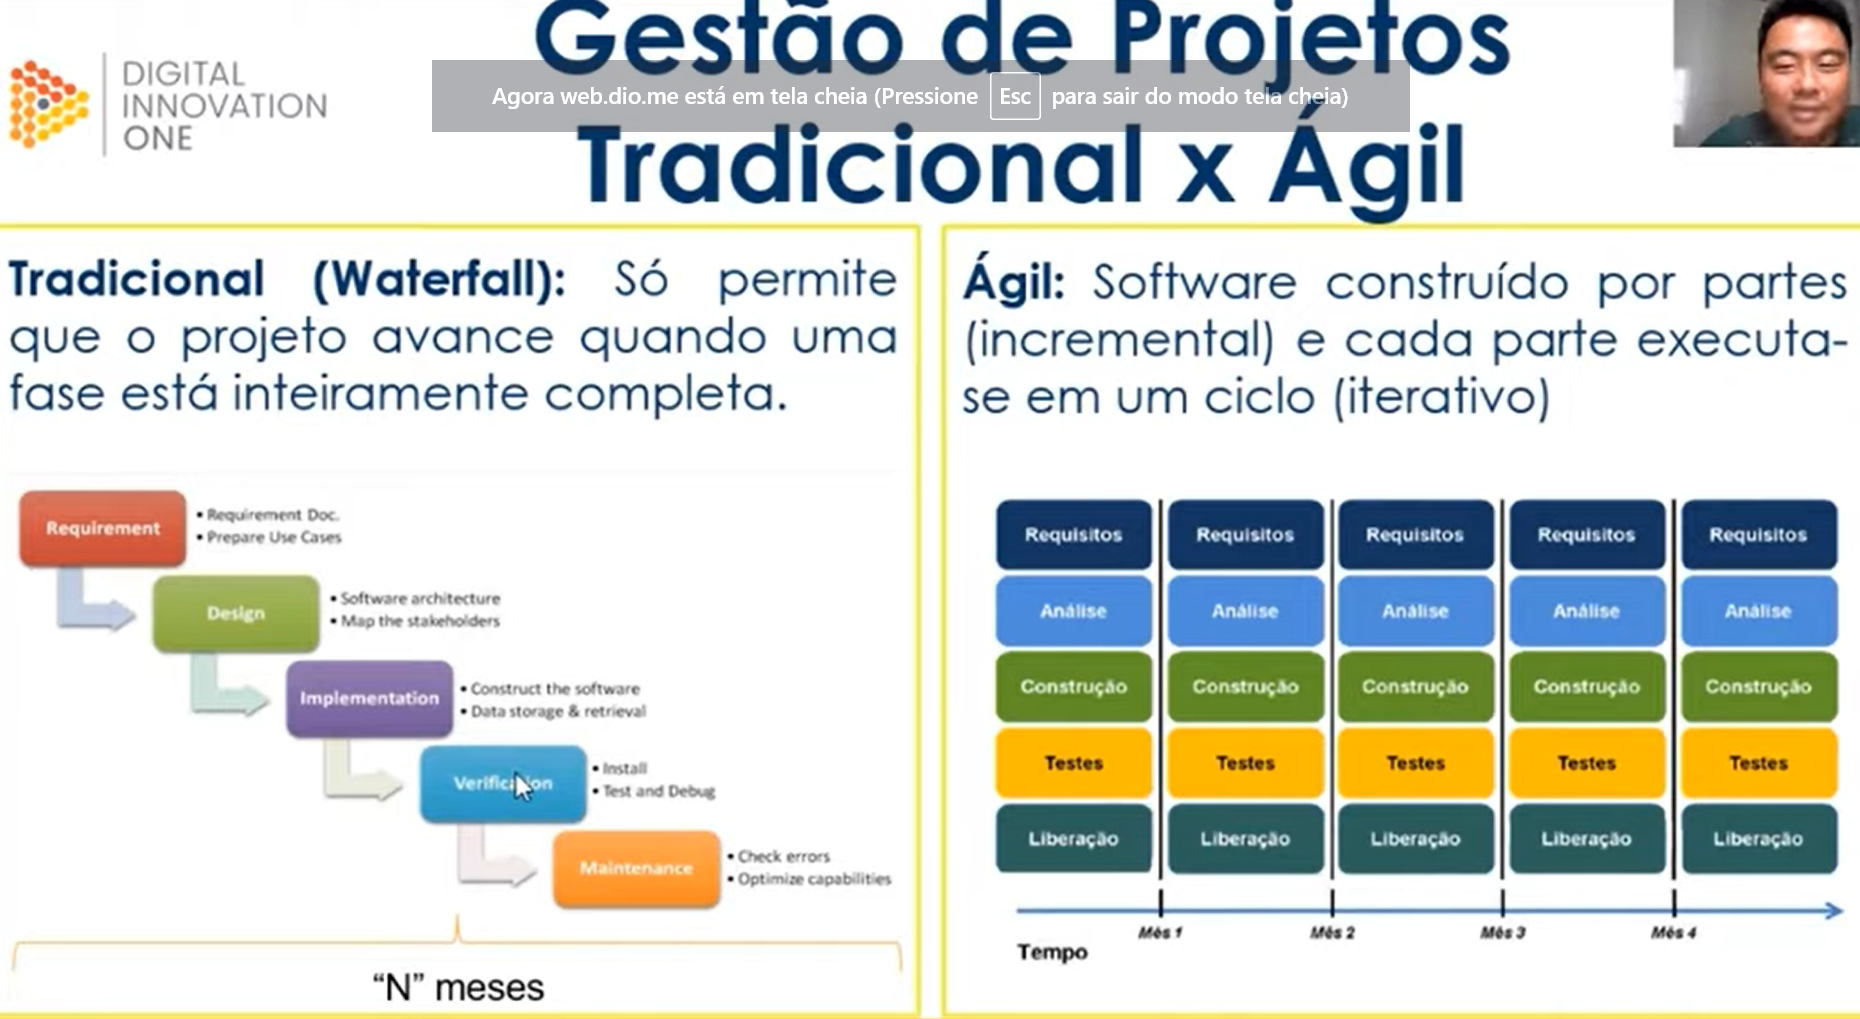 Gestão de Projetos
Tradicional x Ágil
DIGITAL
INNOVATION
ONE
Agora web.dio.me está em tela cheia (Pressione Esc para sair do modo tela cheia)
Tradicional (Waterfall): Só permite
que o projeto avance quando uma
fase está inteiramente completa.
Requirement
• Requirement Doc.
• Prepare Use Cases
Design
• Software architecture
• Map the stakeholders
Implementation
• Construct the software
• Data storage & retrieval
Verification
• Install
• Test and Debug
Maintenance
• Check errors
• Optimize capabilities
“N” meses
Ágil: Software construído por partes
(incremental) e cada parte executa-
se em um ciclo (iterativo)
Requisitos Requisitos Requisitos Requisitos Requisitos
Análise Análise Análise Análise Análise
Construção Construção Construção Construção Construção
Testes Testes Testes Testes Testes
Liberação Liberação Liberação Liberação Liberação
Mês 1 Mês 2 Mês 3 Mês 4
Tempo